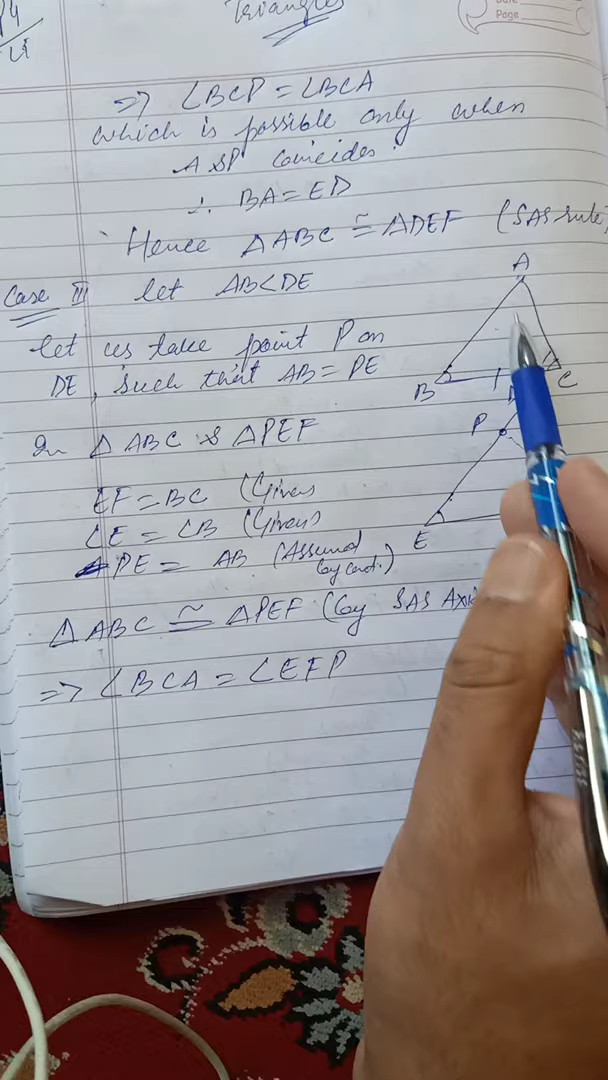 Triangles
Page
=> ∠BCP = ∠BCA
which is possible only when
A & P coincides.
∴ BA = ED
Hence △ABC ≅ △DEF (SAS rule)
Case III let AB<DE
let us take point P on
DE, such that AB = PE
In △ABC & △PEF
EF = BC (Given)
∠E = ∠B (Given)
PE = AB (Assumed
by const.)
△ABC ≅ △PEF (by SAS
=> ∠BCA = ∠EFP
A
B
C
D
P
E